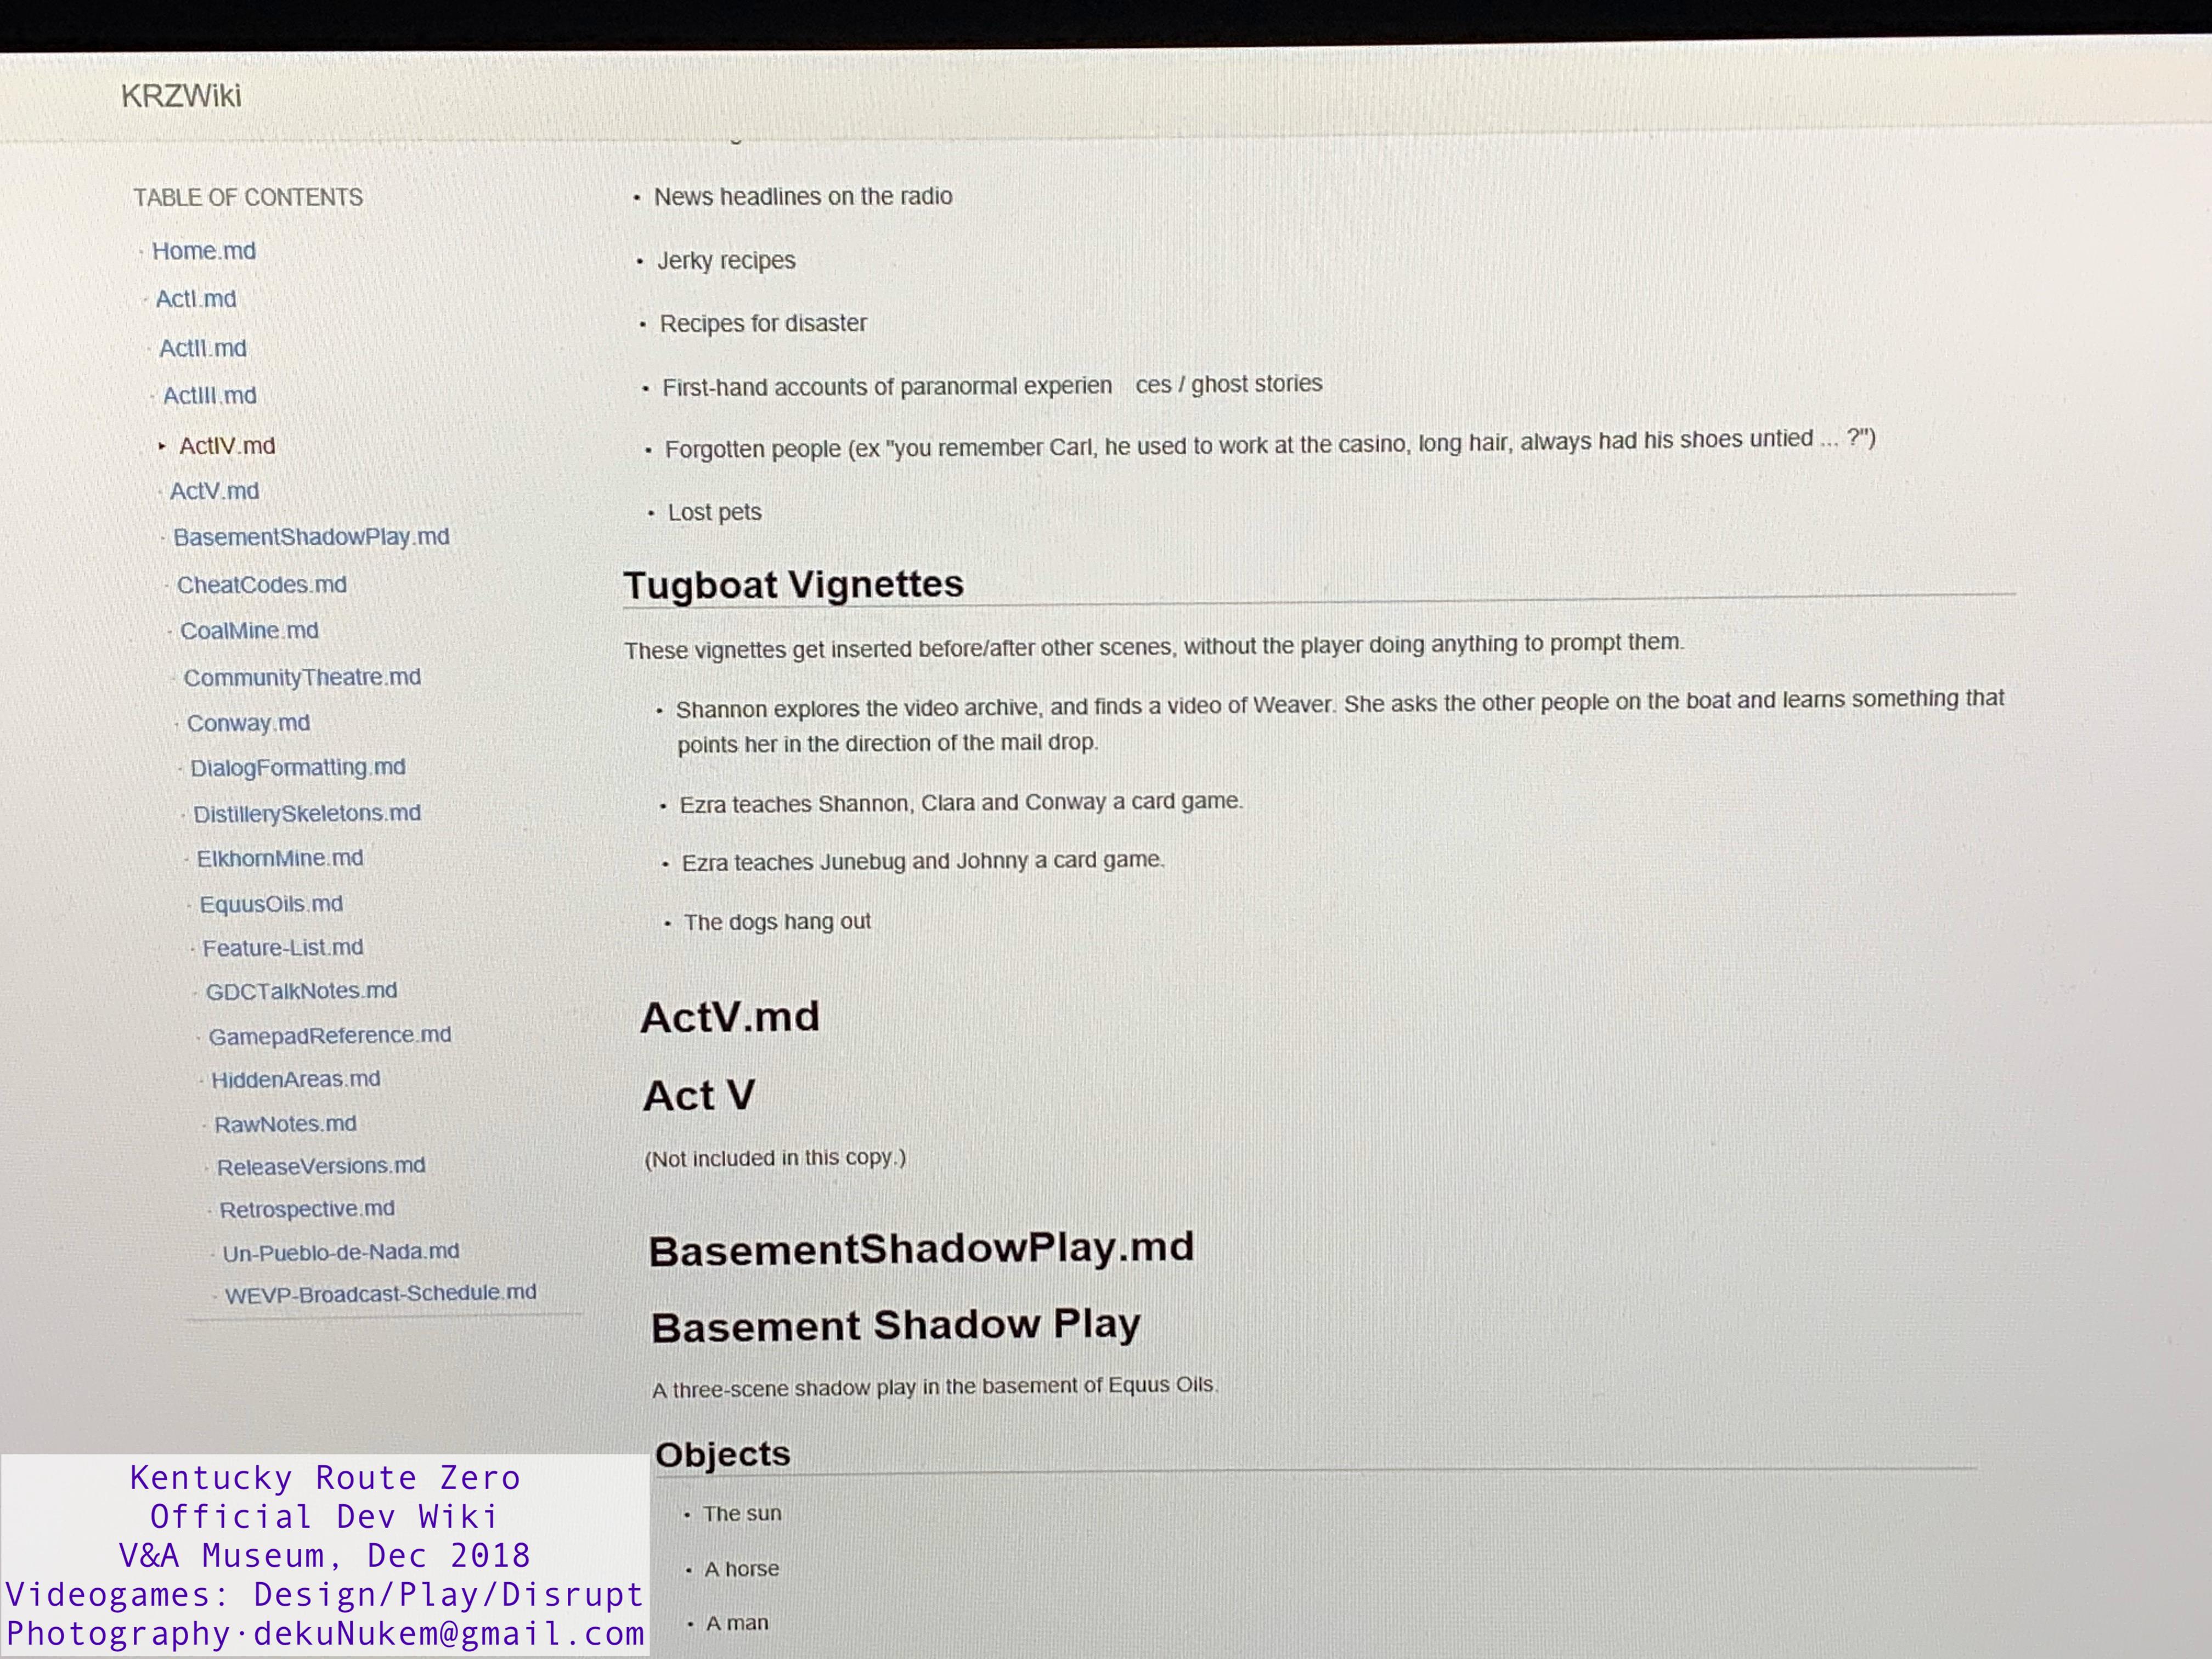 KRZWiki
TABLE OF CONTENTS
Home.md
ActI.md
ActII.md
ActIII.md
ActIV.md
ActV.md
BasementShadowPlay.md
CheatCodes.md
CoalMine.md
CommunityTheatre.md
Conway.md
DialogFormatting.md
DistillerySkeletons.md
ElkhornMine.md
EquusOils.md
Feature-List.md
GDCTalkNotes.md
GamepadReference.md
HiddenAreas.md
RawNotes.md
ReleaseVersions.md
Retrospective.md
Un-Pueblo-de-Nada.md
WEVP-Broadcast-Schedule.md
• News headlines on the radio
• Jerky recipes
• Recipes for disaster
• First-hand accounts of paranormal experien ces / ghost stories
• Forgotten people (ex "you remember Carl, he used to work at the casino, long hair, always had his shoes untied ... ?")
• Lost pets
Tugboat Vignettes
These vignettes get inserted before/after other scenes, without the player doing anything to prompt them.
• Shannon explores the video archive, and finds a video of Weaver. She asks the other people on the boat and learns something that
points her in the direction of the mail drop.
• Ezra teaches Shannon, Clara and Conway a card game.
• Ezra teaches Junebug and Johnny a card game.
• The dogs hang out
ActV.md
Act V
(Not included in this copy.)
BasementShadowPlay.md
Basement Shadow Play
A three-scene shadow play in the basement of Equus Oils.
Objects
• The sun
• A horse
• A man
Kentucky Route Zero
Official Dev Wiki
V&A Museum, Dec 2018
Videogames: Design/Play/Disrupt
Photography·dekuNukem@gmail.com